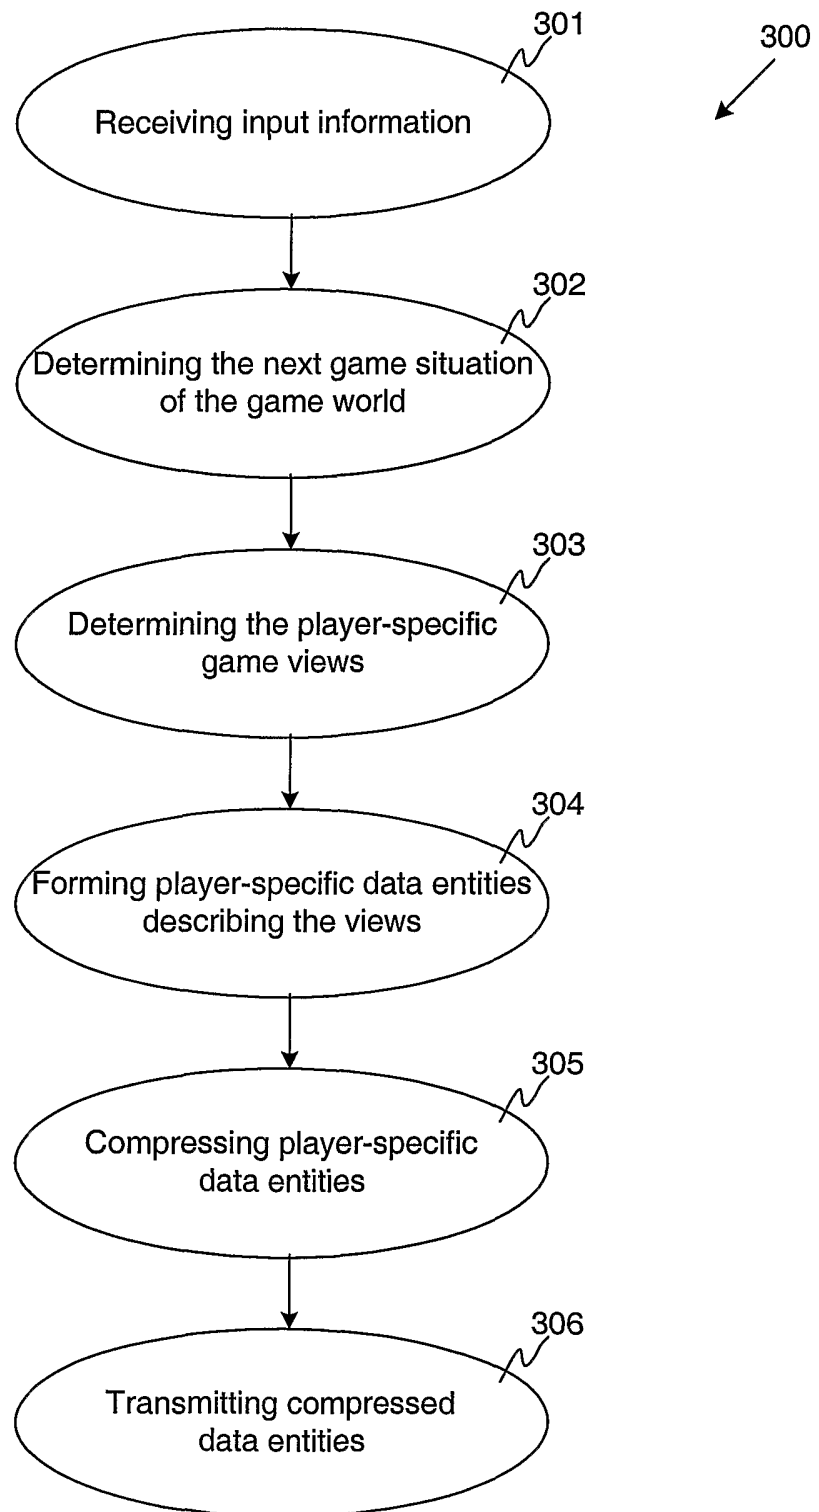 301
300
Receiving input information
302
Determining the next game situation
of the game world
303
Determining the player-specific
game views
304
Forming player-specific data entities
describing the views
305
Compressing player-specific
data entities
306
Transmitting compressed
data entities